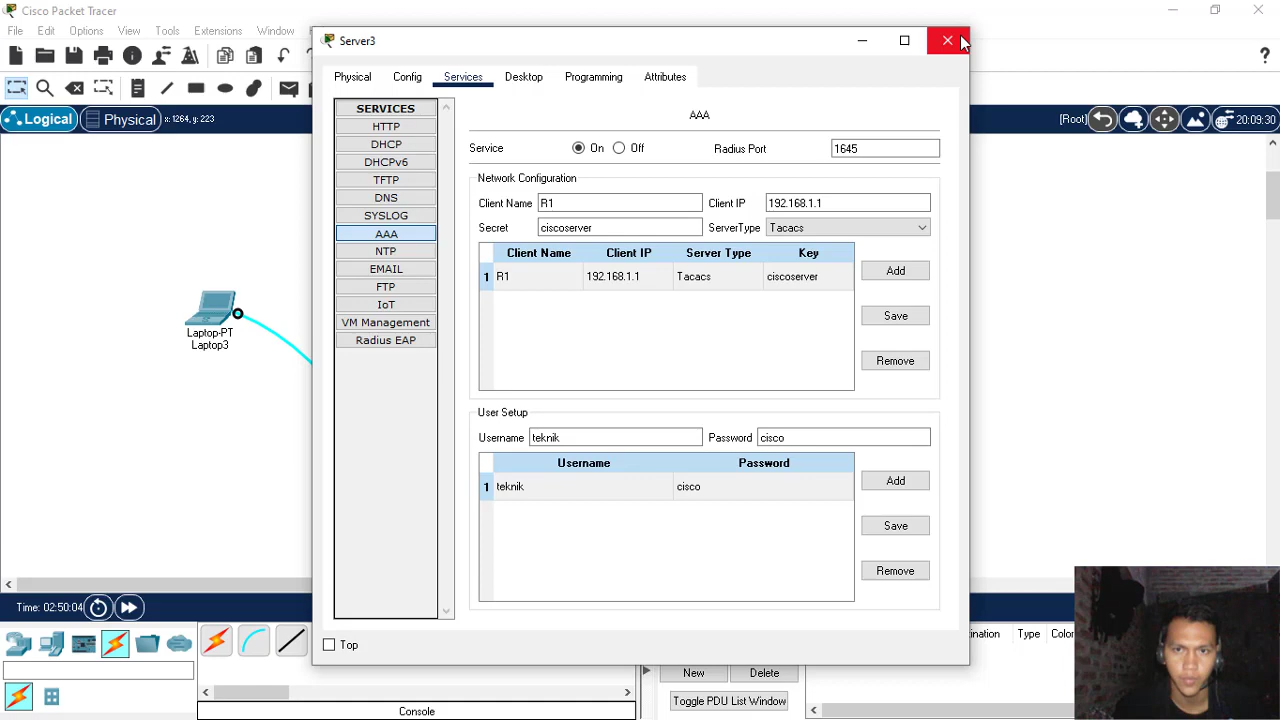 Cisco Packet Tracer
File Edit Options View Tools Extensions Window
Logical Physical x: 1264, y: 223
[Root] 20:09:30
Laptop-PT
Laptop3
Time: 02:50:04
Server3
Physical Config Services Desktop Programming Attributes
SERVICES
HTTP
DHCP
DHCPv6
TFTP
DNS
SYSLOG
AAA
NTP
EMAIL
FTP
IoT
VM Management
Radius EAP
AAA
Service On Off Radius Port 1645
Network Configuration
Client Name R1 Client IP 192.168.1.1
Secret ciscoserver ServerType Tacacs
Client Name Client IP Server Type Key
1 R1 192.168.1.1 Tacacs ciscoserver
Add
Save
Remove
User Setup
Username teknik Password cisco
Username Password
1 teknik cisco
Add
Save
Remove
Top
New Delete
Toggle PDU List Window
Type
Console